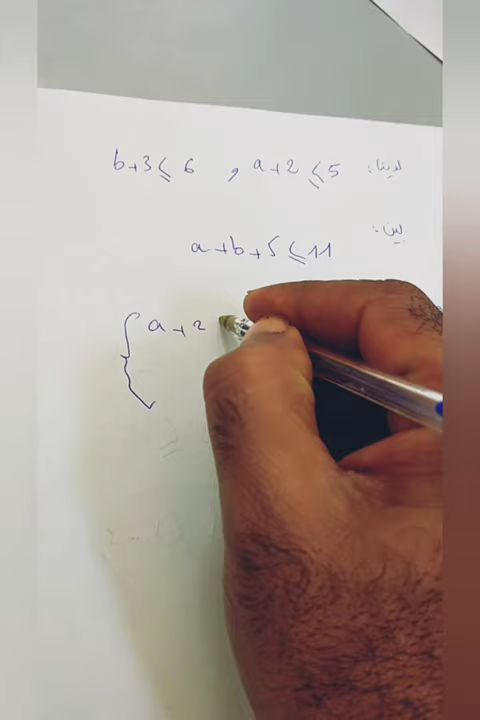 لدينا: a+2 ≤ 5 و b+3 ≤ 6
بين:
a+b+5 ≤ 11
{ a+2